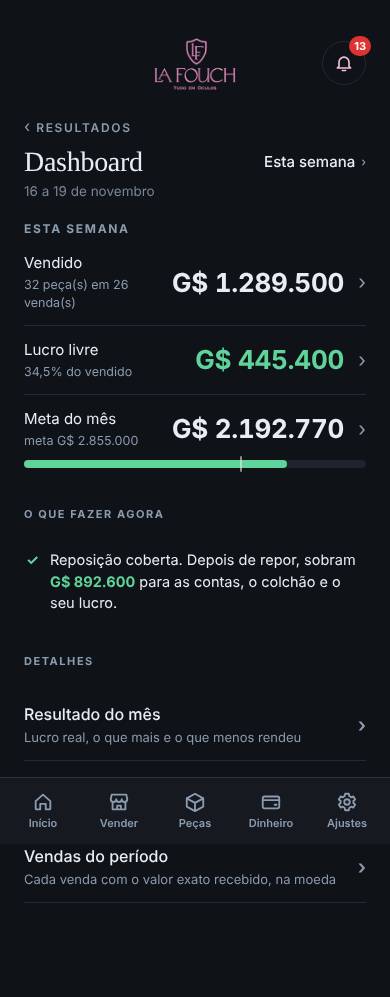 LF
LA FOUCH
Tudo em Óculos
13
‹ RESULTADOS
Dashboard
Esta semana ›
16 a 19 de novembro
ESTA SEMANA
Vendido
32 peça(s) em 26
venda(s)
G$ 1.289.500 ›
Lucro livre
34,5% do vendido
G$ 445.400 ›
Meta do mês
meta G$ 2.855.000
G$ 2.192.770 ›
O QUE FAZER AGORA
✓ Reposição coberta. Depois de repor, sobram
G$ 892.600 para as contas, o colchão e o
seu lucro.
DETALHES
Resultado do mês
Lucro real, o que mais e o que menos rendeu ›
Início
Vender
Peças
Dinheiro
Ajustes
Vendas do período
Cada venda com o valor exato recebido, na moeda ›